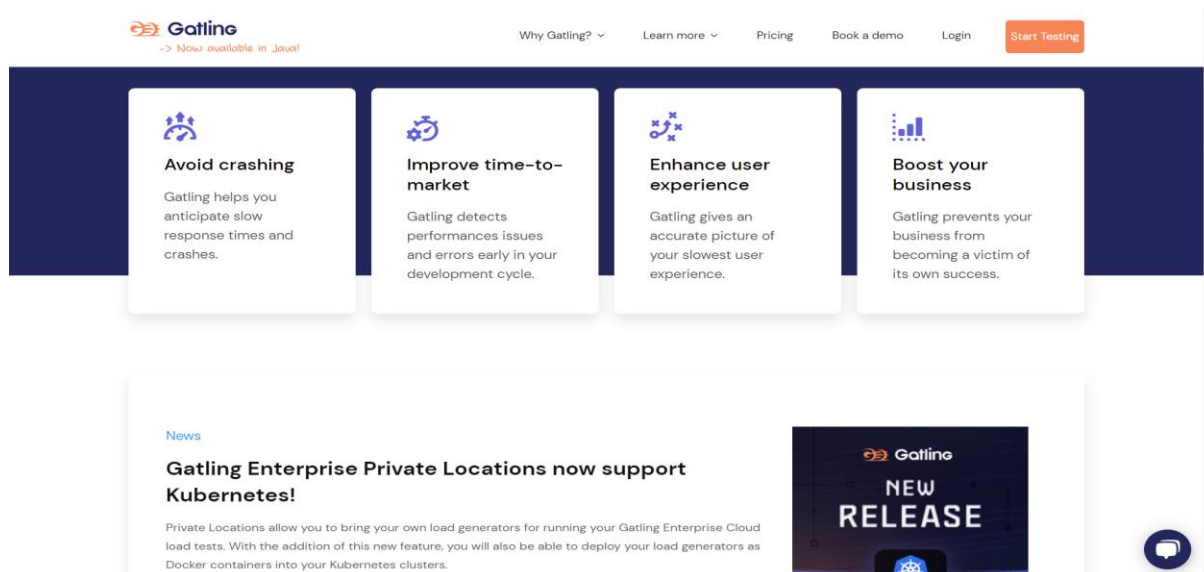 Gatling
-> Now available in Java!
Why Gatling?
Learn more
Pricing
Book a demo
Login
Start Testing
Avoid crashing
Gatling helps you
anticipate slow
response times and
crashes.
Improve time-to-
market
Gatling detects
performances issues
and errors early in your
development cycle.
Enhance user
experience
Gatling gives an
accurate picture of
your slowest user
experience.
Boost your
business
Gatling prevents your
business from
becoming a victim of
its own success.
News
Gatling Enterprise Private Locations now support
Kubernetes!
Private Locations allow you to bring your own load generators for running your Gatling Enterprise Cloud
load tests. With the addition of this new feature, you will also be able to deploy your load generators as
Docker containers into your Kubernetes clusters.
Gatling
NEW
RELEASE